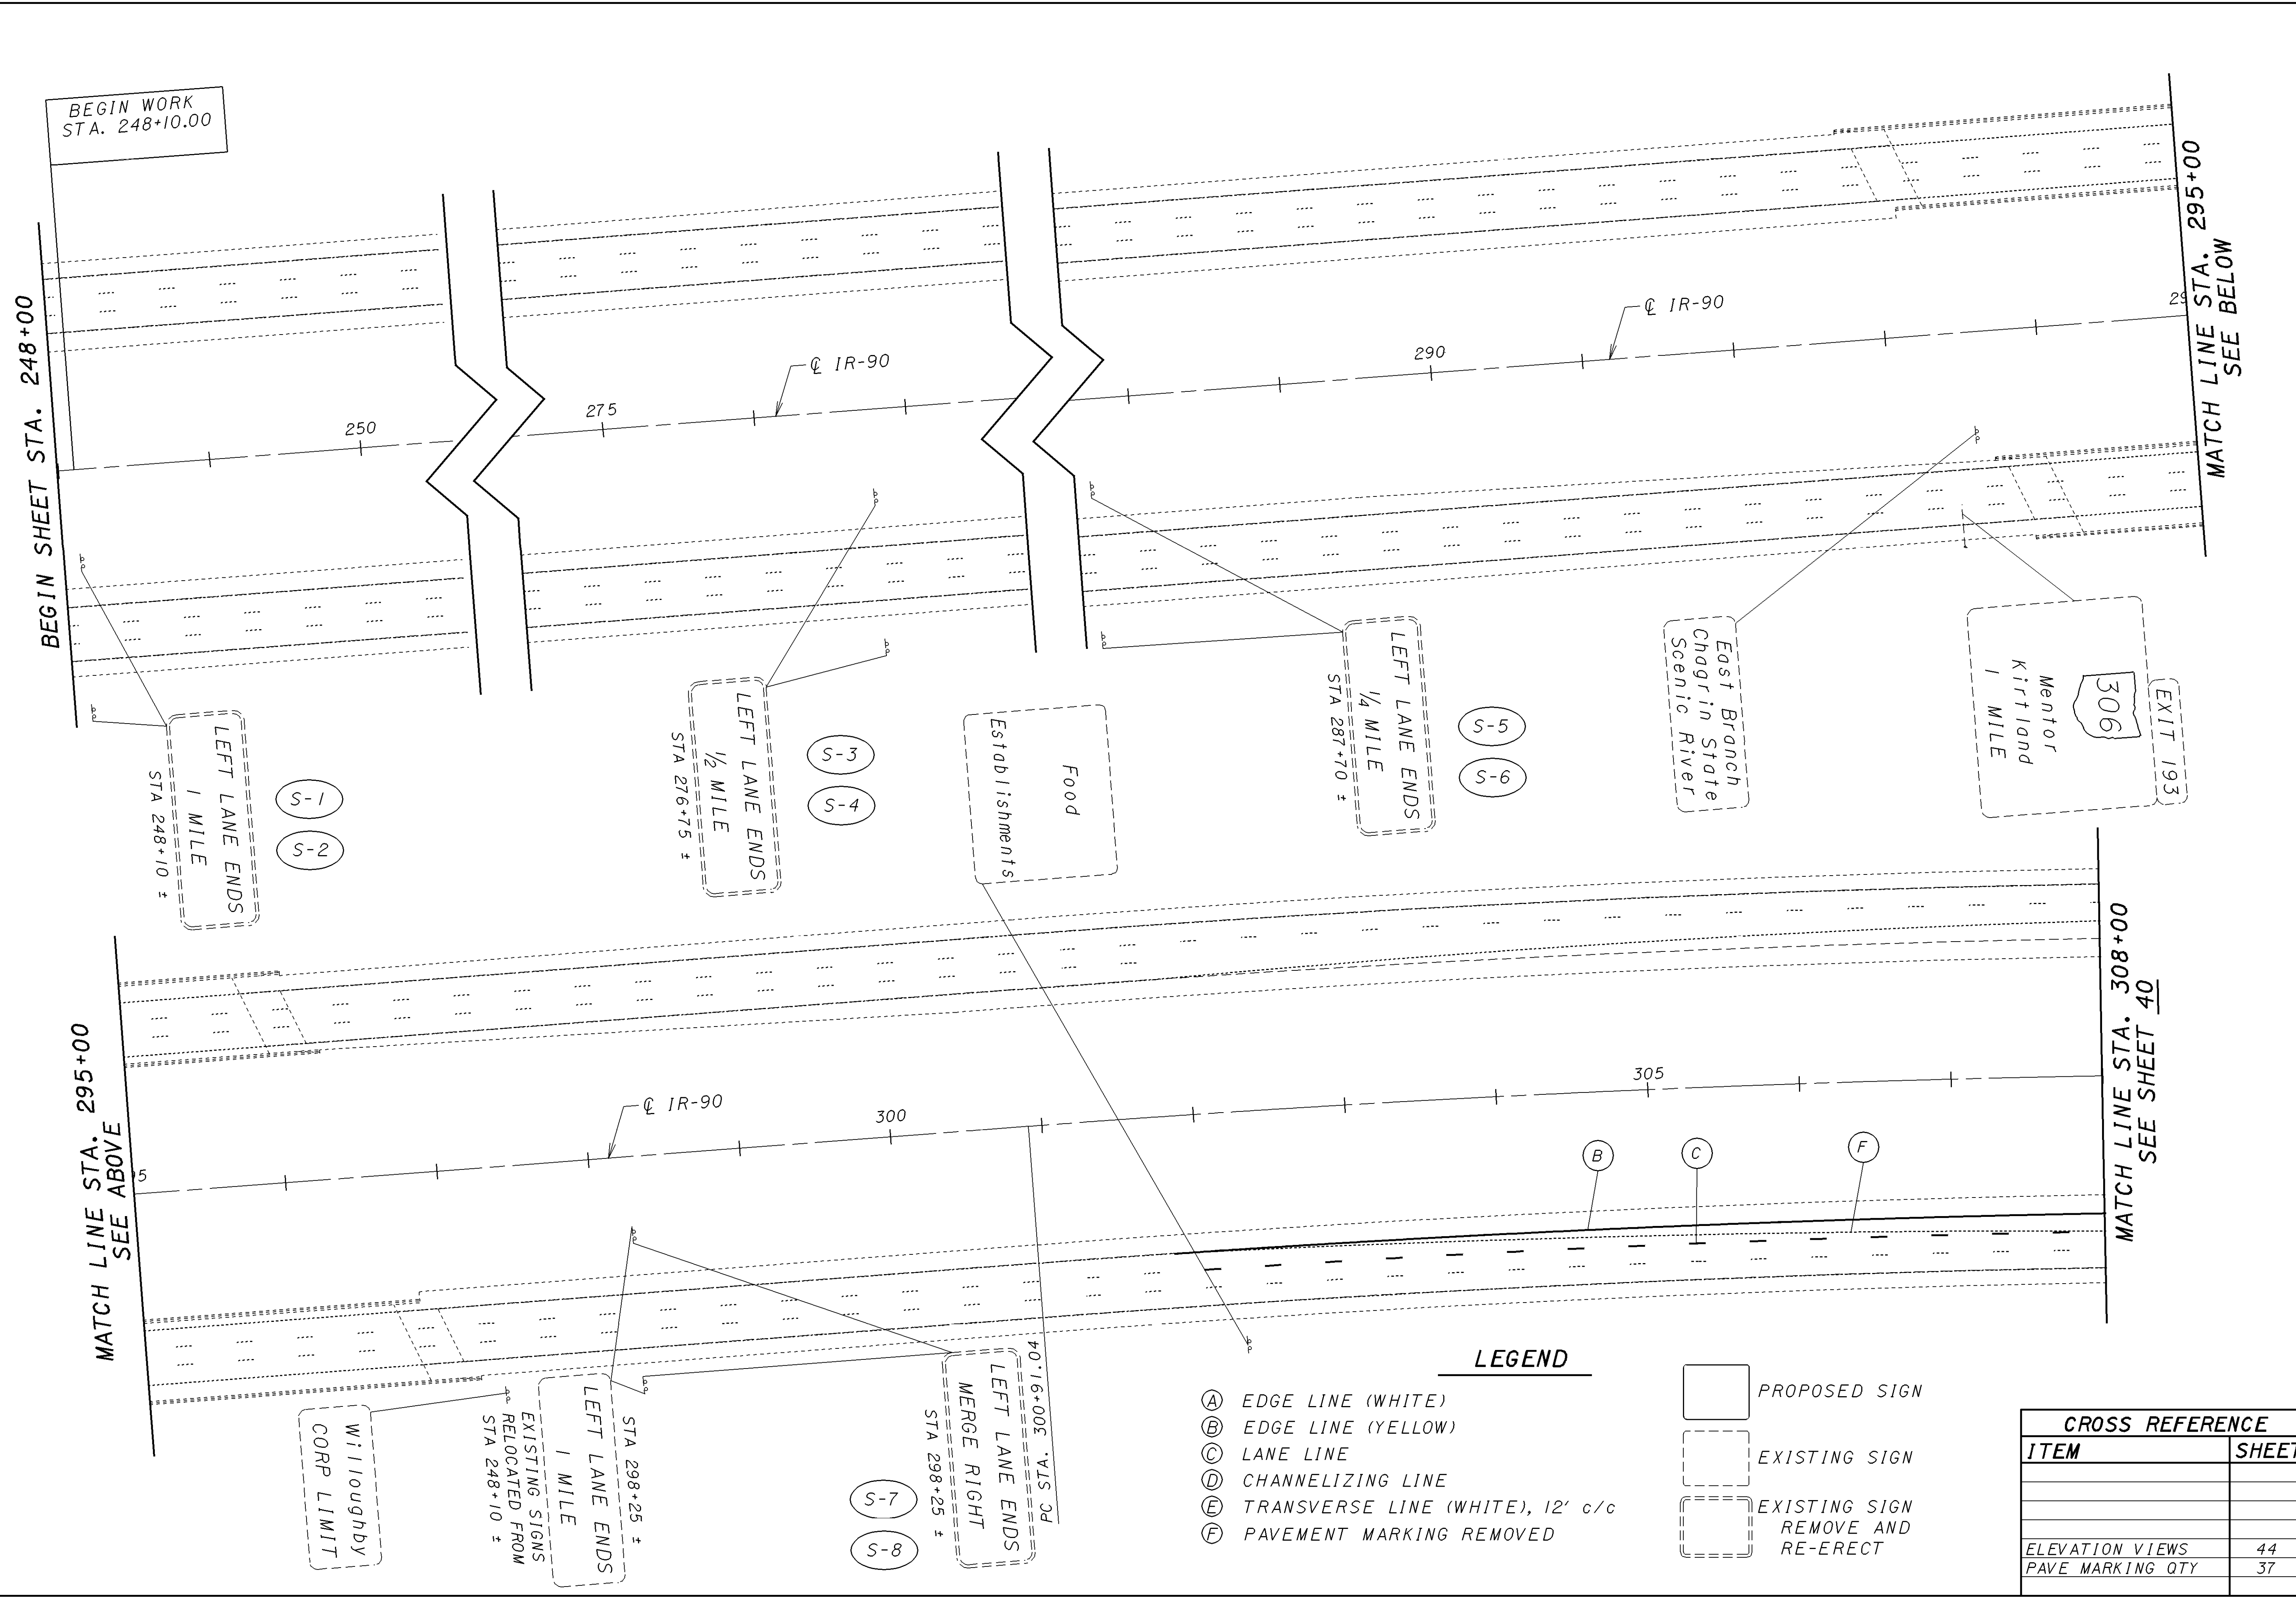 BEGIN WORK
STA. 248+10.00
BEGIN SHEET STA. 248+00
250
275
℄ IR-90
290
℄ IR-90
29
MATCH LINE STA. 295+00
SEE BELOW
LEFT LANE ENDS
1 MILE
STA 248+10 ±
S-1
S-2
LEFT LANE ENDS
1/2 MILE
STA 276+75 ±
S-3
S-4
Food
Establishments
LEFT LANE ENDS
1/4 MILE
STA 287+70 ±
S-5
S-6
East Branch
Chagrin State
Scenic River
EXIT 193
306
Mentor
Kirtland
1 MILE
MATCH LINE STA. 295+00
SEE ABOVE
95
℄ IR-90
300
305
B
C
F
MATCH LINE STA. 308+00
SEE SHEET 40
Willoughby
CORP LIMIT
STA 298+25 ±
LEFT LANE ENDS
1 MILE
EXISTING SIGNS
RELOCATED FROM
STA 248+10 ±
S-7
S-8
PC STA. 300+91.04
LEFT LANE ENDS
MERGE RIGHT
STA 298+25 ±
LEGEND
A EDGE LINE (WHITE)
B EDGE LINE (YELLOW)
C LANE LINE
D CHANNELIZING LINE
E TRANSVERSE LINE (WHITE), 12' c/c
F PAVEMENT MARKING REMOVED
PROPOSED SIGN
EXISTING SIGN
EXISTING SIGN
REMOVE AND
RE-ERECT
CROSS REFERENCE
ITEM SHEET
ELEVATION VIEWS 44
PAVE MARKING QTY 37